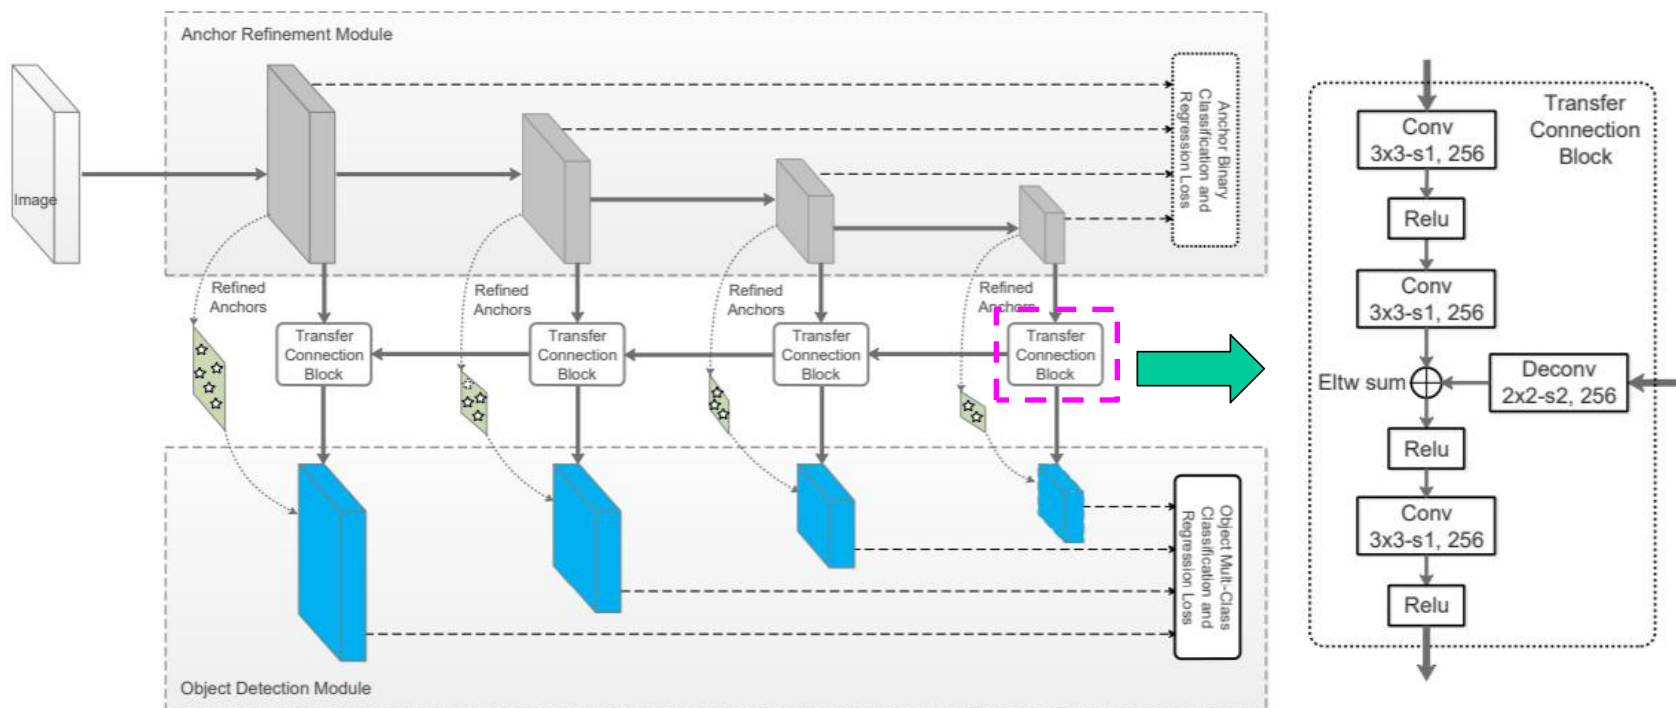 Anchor Refinement Module
Image
Anchor Binary
Classification and
Regression Loss
Refined
Anchors
Refined
Anchors
Refined
Anchors
Refined
Anchors
Transfer
Connection
Block
Transfer
Connection
Block
Transfer
Connection
Block
Transfer
Connection
Block
Object Mult-Class
Classification and
Regression Loss
Object Detection Module
Transfer
Connection
Block
Conv
3x3-s1, 256
Relu
Conv
3x3-s1, 256
Eltw sum
Deconv
2x2-s2, 256
Relu
Conv
3x3-s1, 256
Relu